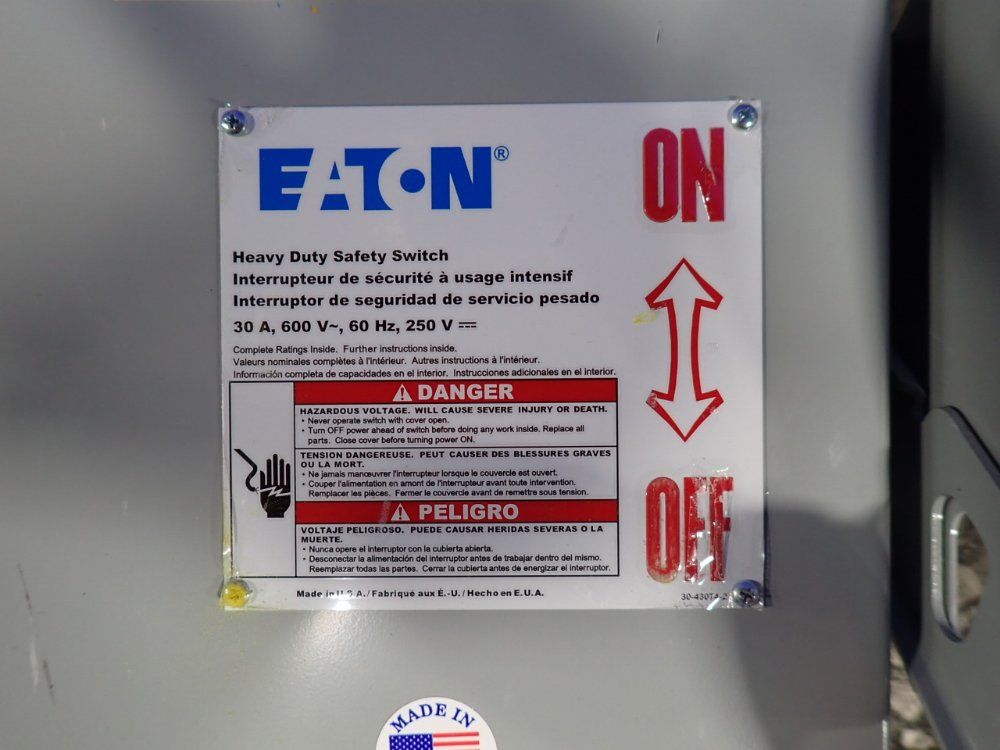 EATON®
ON
Heavy Duty Safety Switch
Interrupteur de sécurité à usage intensif
Interruptor de seguridad de servicio pesado
30 A, 600 V~, 60 Hz, 250 V ⎓
Complete Ratings Inside. Further instructions inside.
Valeurs nominales complètes à l'intérieur. Autres instructions à l'intérieur.
Información completa de capacidades en el interior. Instrucciones adicionales en el interior.
⚠ DANGER
HAZARDOUS VOLTAGE. WILL CAUSE SEVERE INJURY OR DEATH.
• Never operate switch with cover open.
• Turn OFF power ahead of switch before doing any work inside. Replace all
parts. Close cover before turning power ON.
TENSION DANGEREUSE. PEUT CAUSER DES BLESSURES GRAVES
OU LA MORT.
• Ne jamais manœuvrer l'interrupteur lorsque le couvercle est ouvert.
• Couper l'alimentation en amont de l'interrupteur avant toute intervention.
Remplacer les pièces. Fermer le couvercle avant de remettre sous tension.
⚠ PELIGRO
VOLTAJE PELIGROSO. PUEDE CAUSAR HERIDAS SEVERAS O LA
MUERTE.
• Nunca opere el interruptor con la cubierta abierta.
• Desconectar la alimentación del interruptor antes de trabajar dentro del mismo.
Reemplazar todas las partes. Cerrar la cubierta antes de energizar el interruptor.
OFF
Made in U.S.A./Fabriqué aux É.-U./Hecho en E.U.A.
30-43074-2
MADE IN